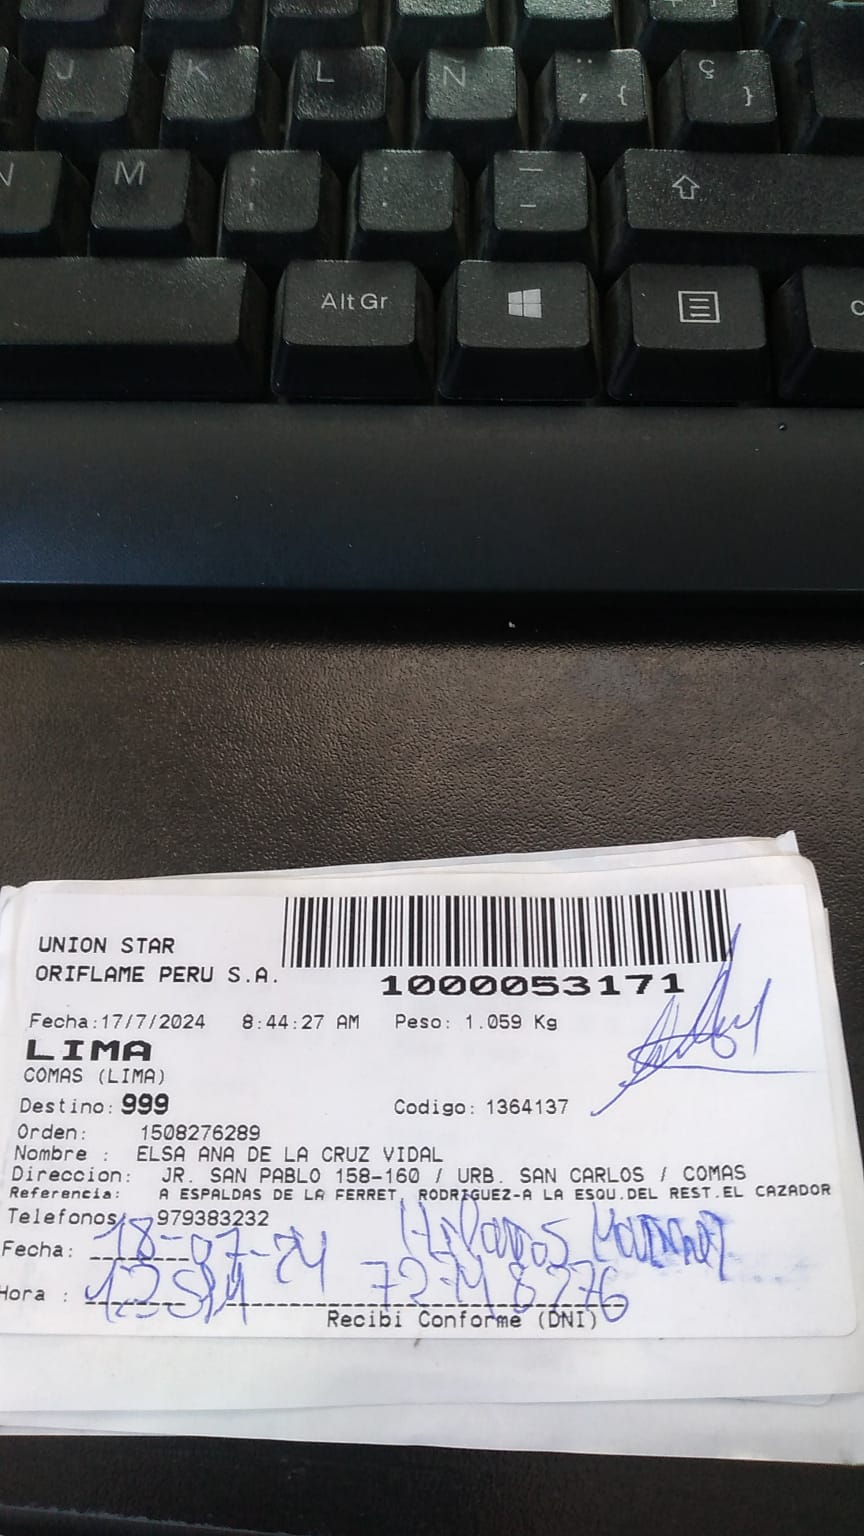 J K L Ñ ¨ ´ { Ç }
N M ; , : . _ -
Alt Gr
UNION STAR
ORIFLAME PERU S.A.
1000053171
Fecha:17/7/2024 8:44:27 AM Peso: 1.059 Kg
LIMA
COMAS (LIMA)
Destino: 999 Codigo: 1364137
Orden: 1508276289
Nombre : ELSA ANA DE LA CRUZ VIDAL
Direccion: JR. SAN PABLO 158-160 / URB. SAN CARLOS / COMAS
Referencia: A ESPALDAS DE LA FERRET. RODRIGUEZ-A LA ESQU.DEL REST.EL CAZADOR
Telefonos 979383232
Fecha: 18-07-24
Hora :
Recibi Conforme (DNI)